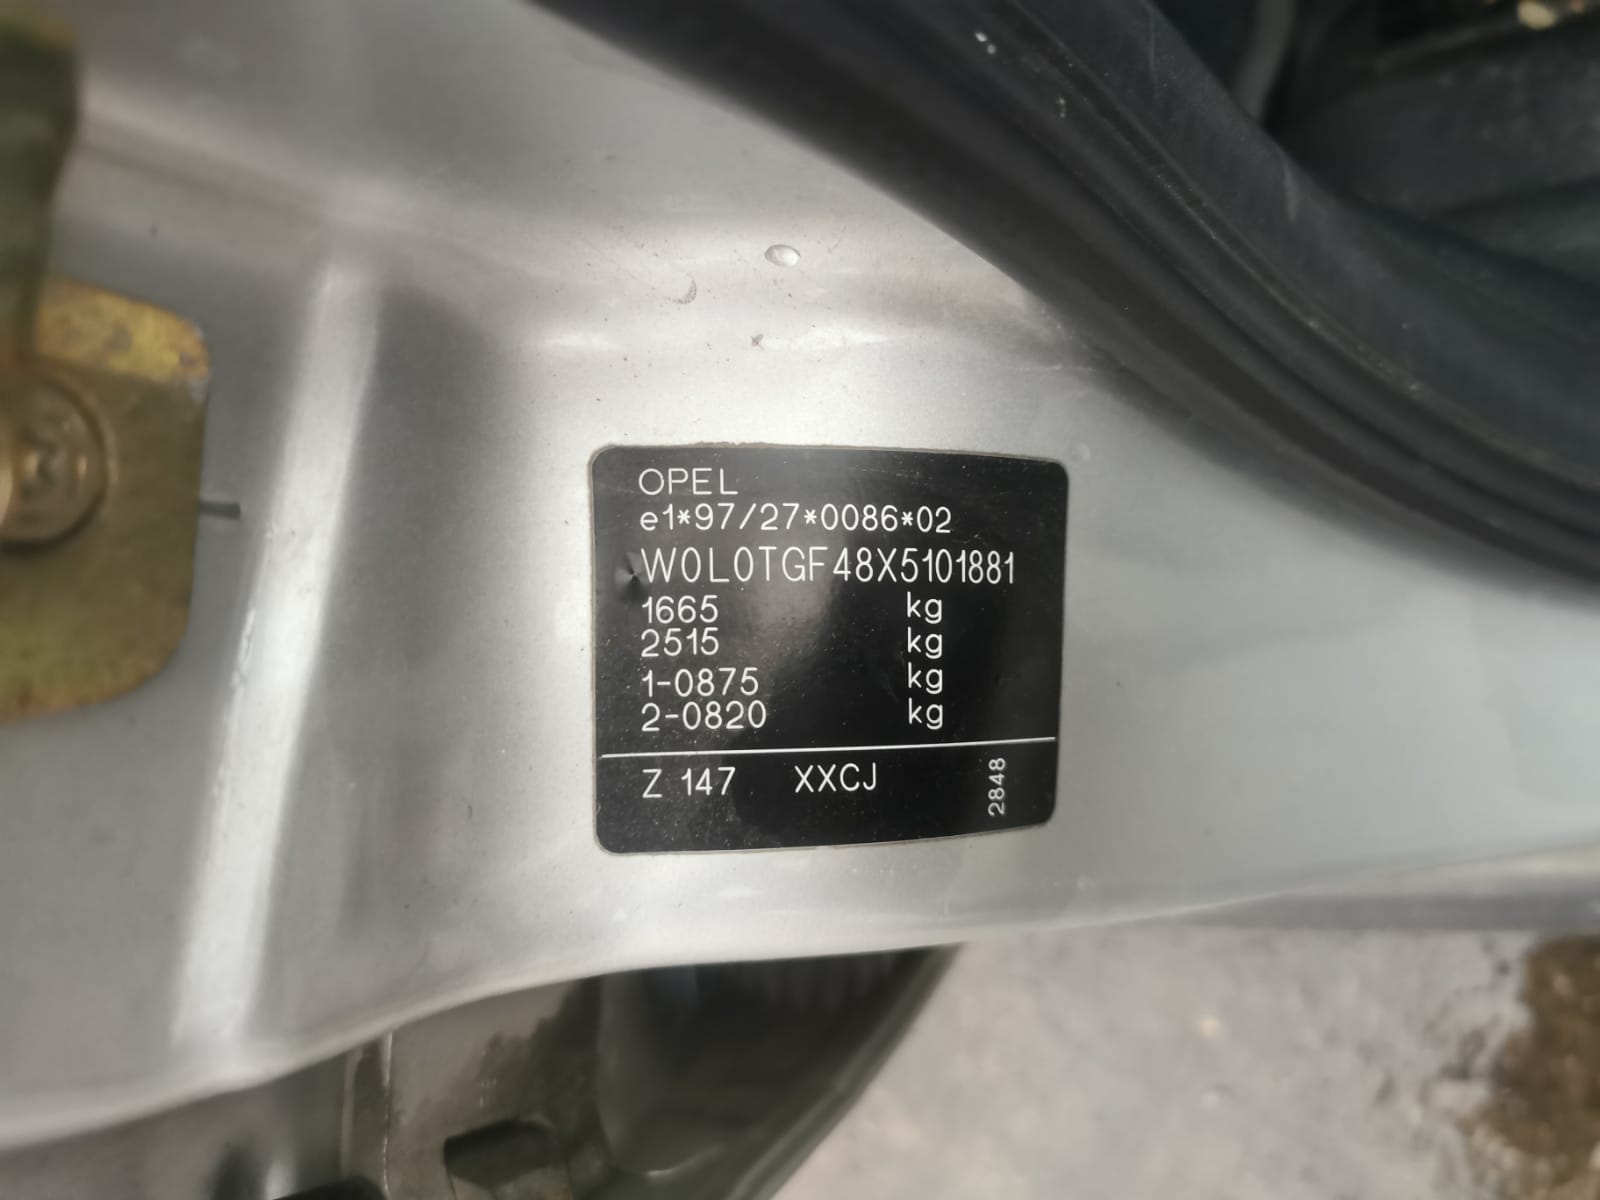 OPEL
e1*97/27*0086*02
W0L0TGF48X5101881
1665 kg
2515 kg
1-0875 kg
2-0820 kg
Z 147 XXCJ
2848